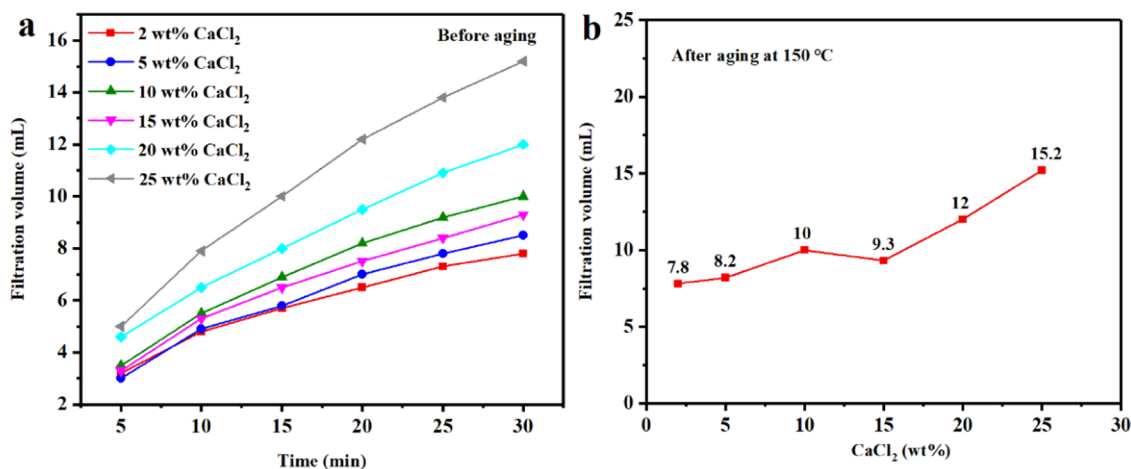 a
Before aging
2 wt% CaCl₂
5 wt% CaCl₂
10 wt% CaCl₂
15 wt% CaCl₂
20 wt% CaCl₂
25 wt% CaCl₂
Filtration volume (mL)
16
14
12
10
8
6
4
2
5 10 15 20 25 30
Time (min)
b
After aging at 150 °C
Filtration volume (mL)
25
20
15
10
5
0
7.8
8.2
10
9.3
12
15.2
0 5 10 15 20 25 30
CaCl₂ (wt%)